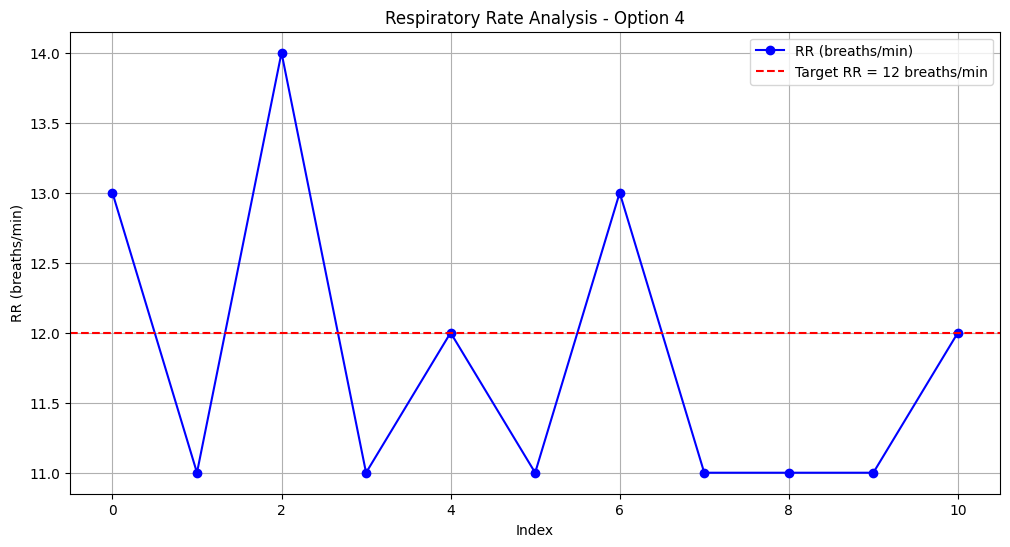 Respiratory Rate Analysis - Option 4
RR (breaths/min)
Target RR = 12 breaths/min
14.0
13.5
13.0
12.5
12.0
11.5
11.0
RR (breaths/min)
0 2 4 6 8 10
Index